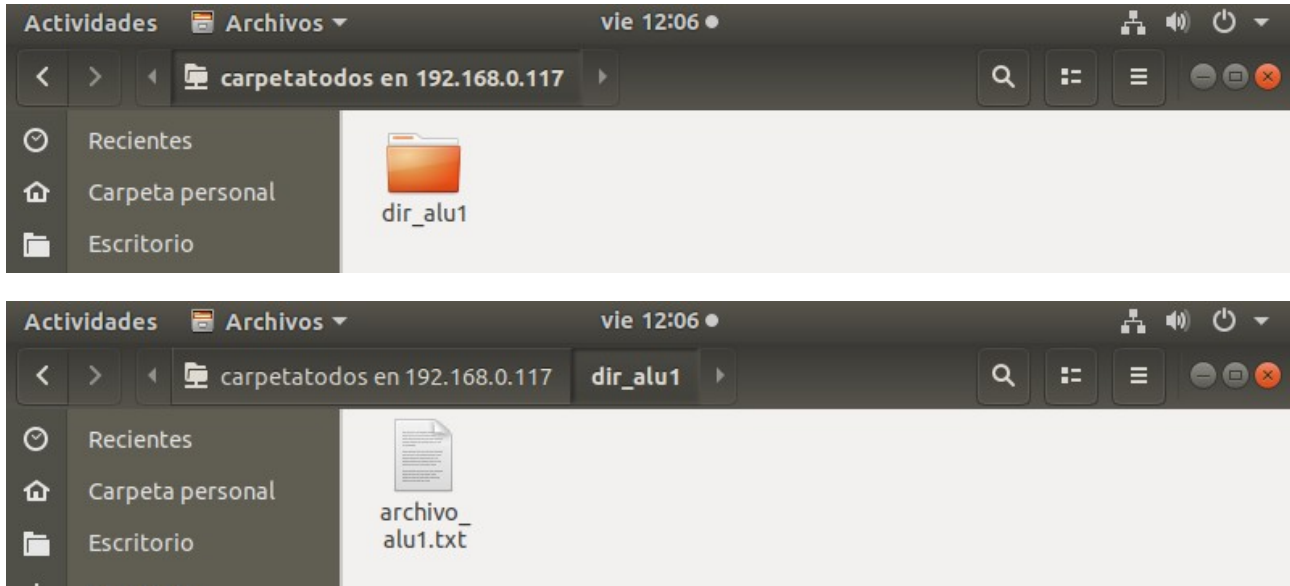 Actividades Archivos vie 12:06
carpetatodos en 192.168.0.117
Recientes
Carpeta personal
Escritorio
dir_alu1
Actividades Archivos vie 12:06
carpetatodos en 192.168.0.117 dir_alu1
Recientes
Carpeta personal
Escritorio
archivo_
alu1.txt